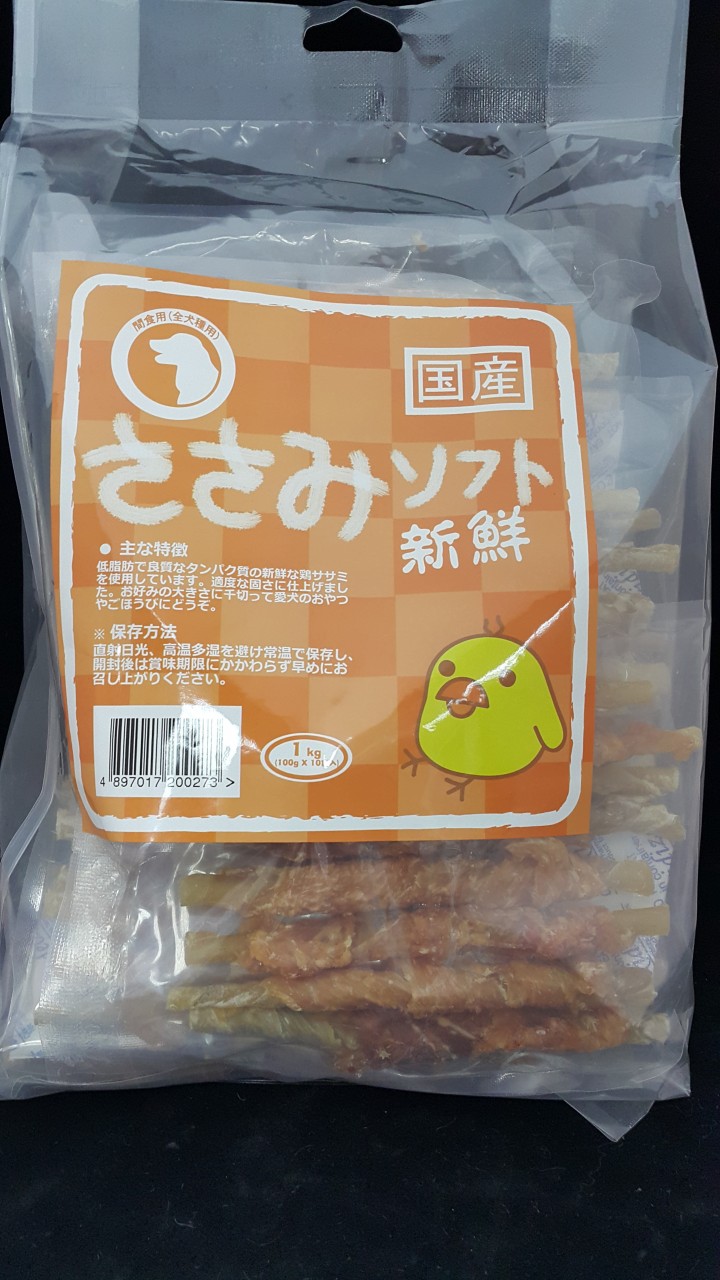 間食用(全犬種用)
国産
ささみソフト
新鮮
● 主な特徴
低脂肪で良質なタンパク質の新鮮な鶏ササミ
を使用しています。適度な固さに仕上げまし
た。お好みの大きさに千切って愛犬のおやつ
やごほうびにどうぞ。
※ 保存方法
直射日光、高温多湿を避け常温で保存し、
開封後は賞味期限にかかわらず早めにお
召し上がりください。
4 897017 200273 >
1 kg
(100g X 10